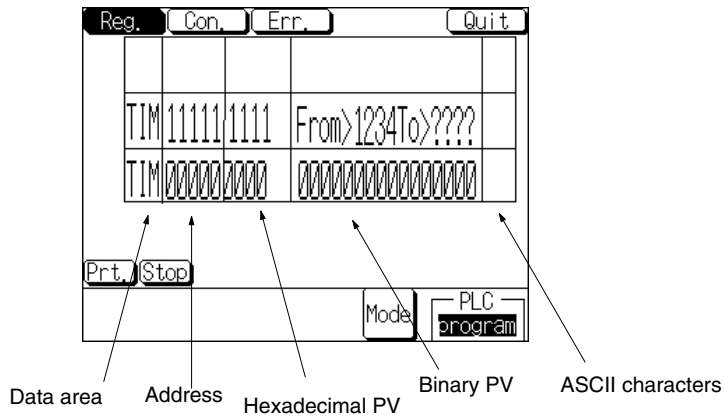 Reg. Con. Err. Quit
TIM 11111 1111 From>1234To>????
TIM 00000 0000 0000000000000000
Prt. Stop
Mode PLC
program
Data area Address Hexadecimal PV Binary PV ASCII characters